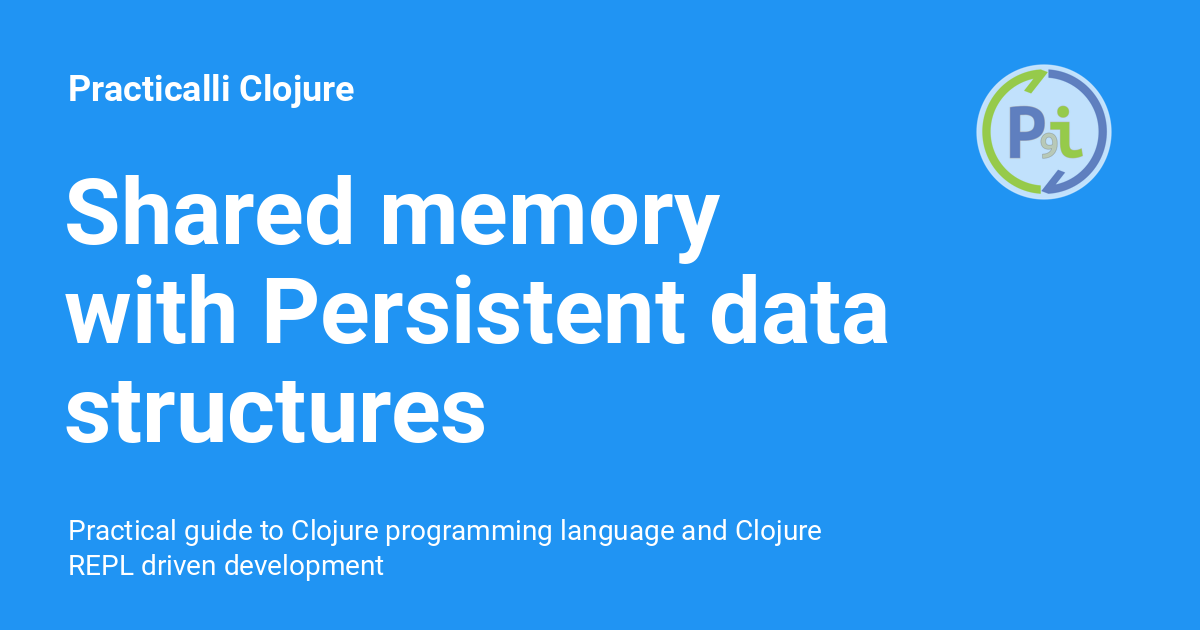 Practicalli Clojure
P9i
Shared memory
with Persistent data
structures
Practical guide to Clojure programming language and Clojure
REPL driven development